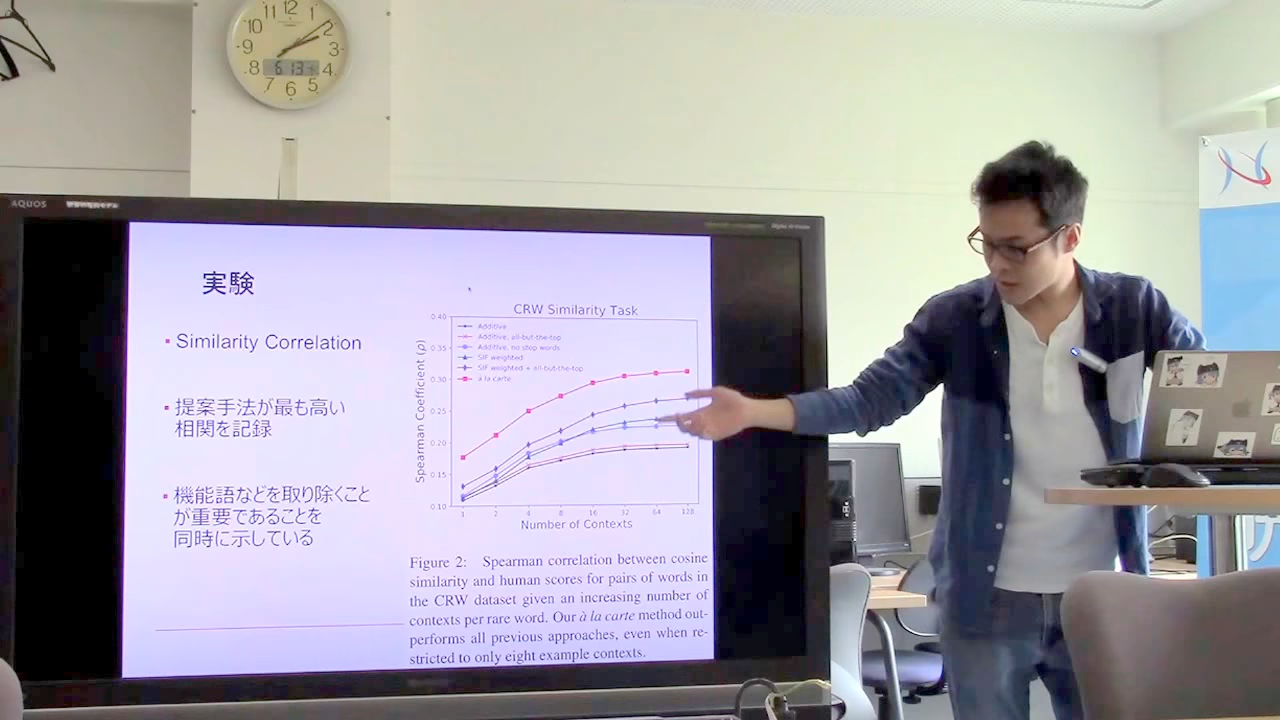 11 12 1
2
9
3
8
4
7 6 5
6 13
AQUOS
実験
▪ Similarity Correlation
▪ 提案手法が最も高い
相関を記録
▪ 機能語などを取り除くこと
が重要であることを
同時に示している
CRW Similarity Task
Additive
Additive, all-but-the-top
Additive, no stop words
SIF weighted
SIF weighted + all-but-the-top
à la carte
Spearman Coefficient (ρ)
0.40
0.35
0.30
0.25
0.20
0.15
0.10
1 2 4 8 16 32 64 128
Number of Contexts
Figure 2: Spearman correlation between cosine
similarity and human scores for pairs of words in
the CRW dataset given an increasing number of
contexts per rare word. Our à la carte method out-
performs all previous approaches, even when re-
stricted to only eight example contexts.